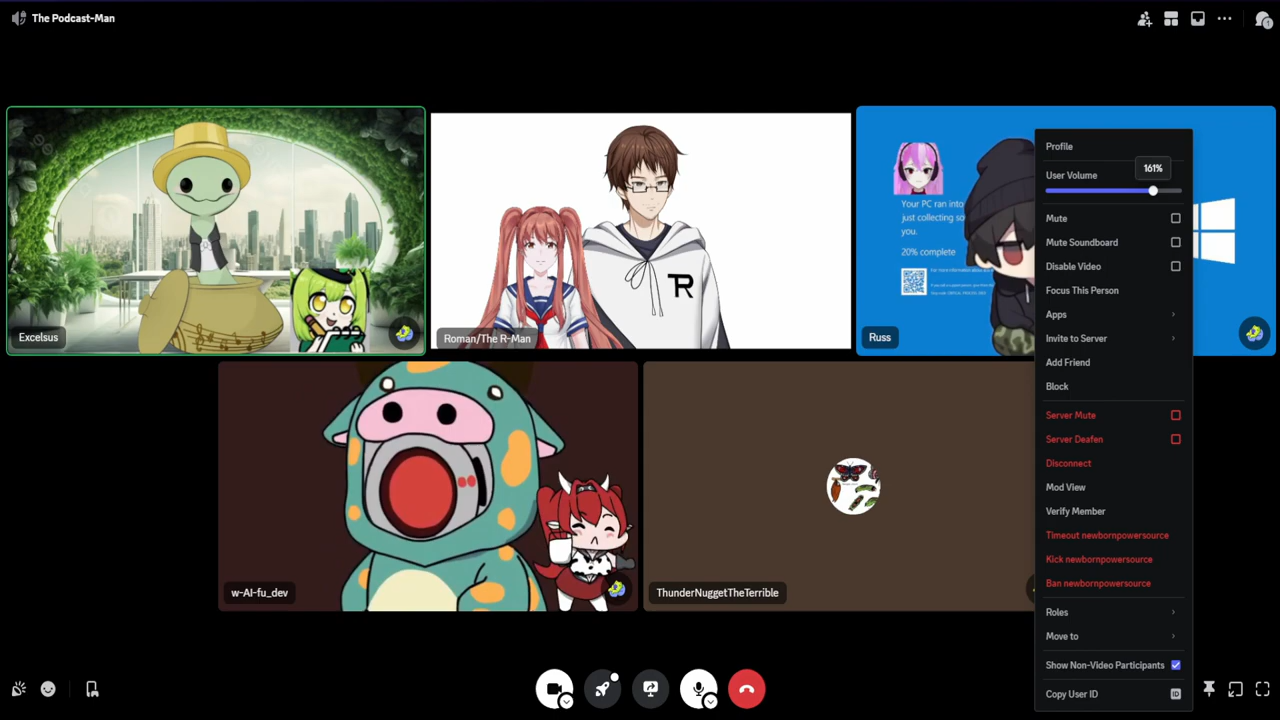 The Podcast-Man
Excelsus
Roman/The R-Man
R
Your PC ran into
just collecting so
you.
20% complete
Russ
w-AI-fu_dev
ThunderNuggetTheTerrible
Profile
User Volume
161%
Mute
Mute Soundboard
Disable Video
Focus This Person
Apps
Invite to Server
Add Friend
Block
Server Mute
Server Deafen
Disconnect
Mod View
Verify Member
Timeout newbornpowersource
Kick newbornpowersource
Ban newbornpowersource
Roles
Move to
Show Non-Video Participants
Copy User ID
ID